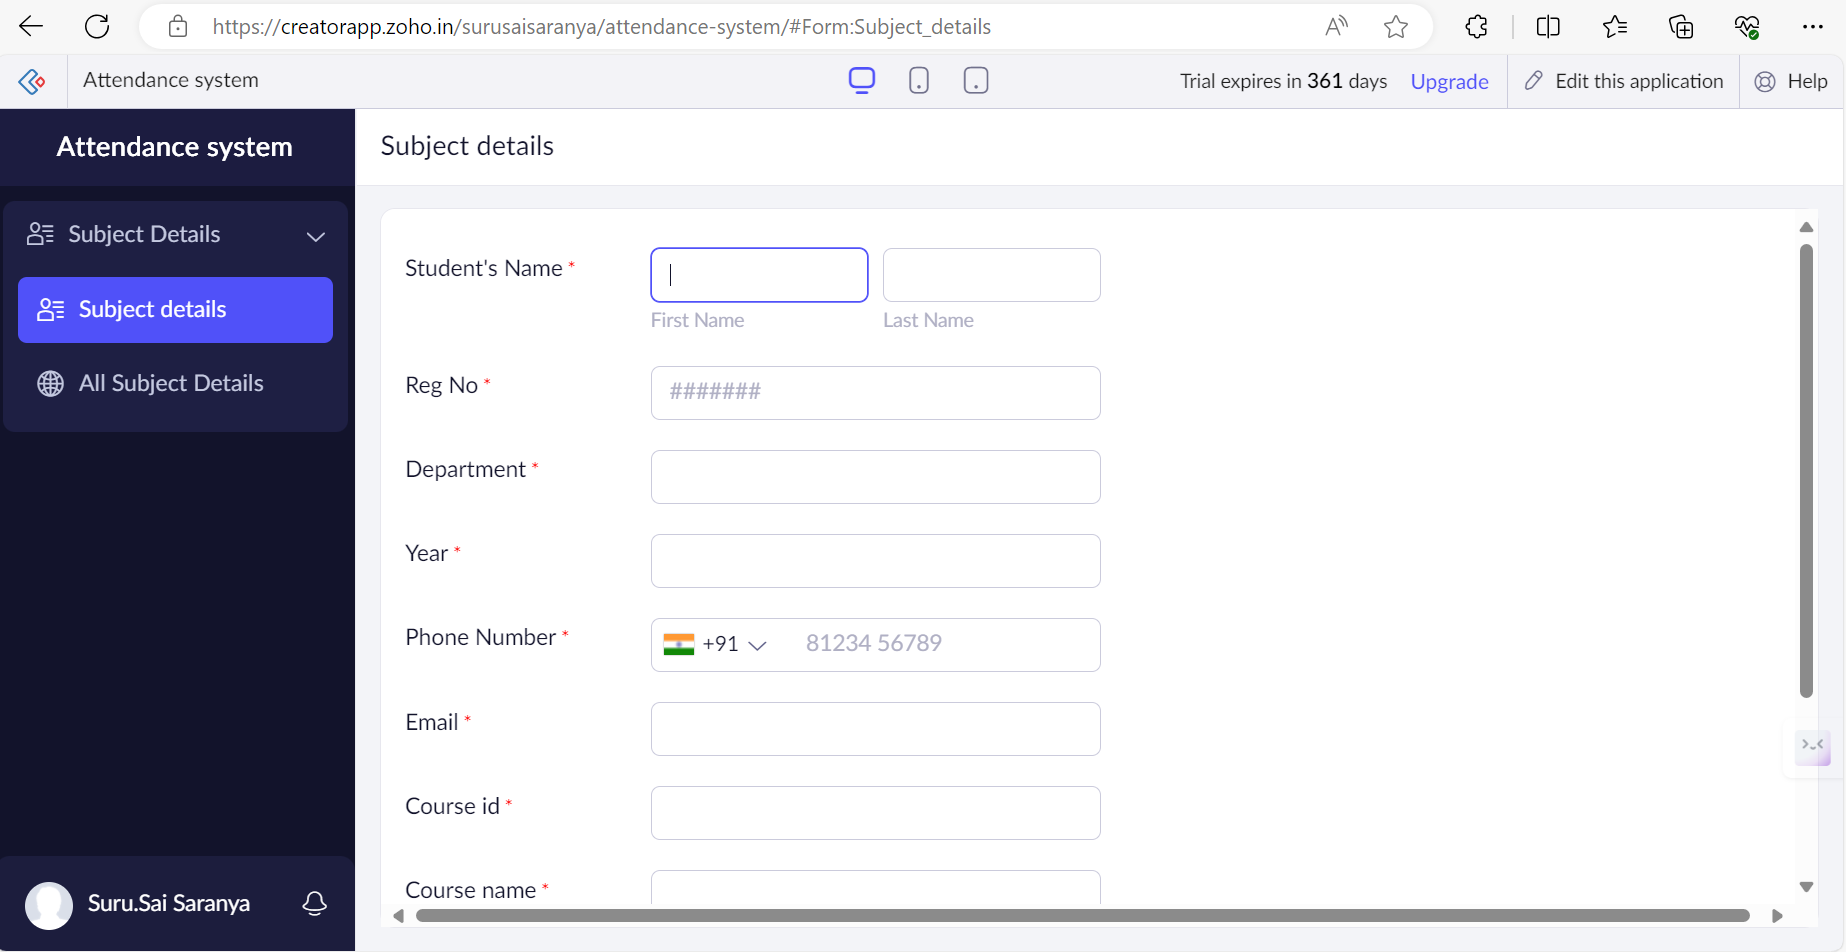 https://creatorapp.zoho.in/surusaisaranya/attendance-system/#Form:Subject_details
Attendance system
Trial expires in 361 days
Upgrade
Edit this application
Help
Attendance system
Subject Details
Subject details
All Subject Details
Suru.Sai Saranya
Subject details
Student's Name *
First Name
Last Name
Reg No *
#######
Department *
Year *
Phone Number *
+91
81234 56789
Email *
Course id *
Course name *